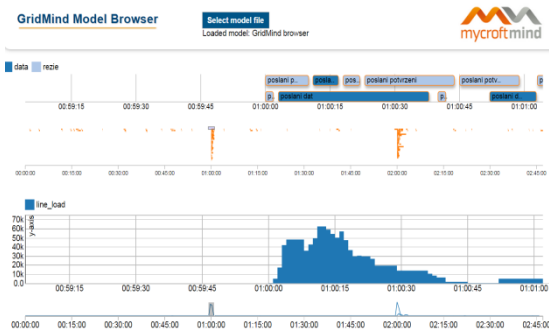 GridMind Model Browser
Select model file
Loaded model: GridMind browser
mycroftmind
data rezie
poslani p.. posla.. pos.. poslani potvrzeni poslani potv..
p.. poslani dat p.. poslani d..
00:59:15 00:59:30 00:59:45 01:00:00 01:00:15 01:00:30 01:00:45 01:01:00
00:00:00 00:15:00 00:30:00 00:45:00 01:00:00 01:15:00 01:30:00 01:45:00 02:00:00 02:15:00 02:30:00 02:45:00
line_load
y-axis
70k
60k
50k
40k
30k
20k
10k
0.0
00:59:15 00:59:30 00:59:45 01:00:00 01:00:15 01:00:30 01:00:45 01:01:00
00:00:00 00:15:00 00:30:00 00:45:00 01:00:00 01:15:00 01:30:00 01:45:00 02:00:00 02:15:00 02:30:00 02:45:00